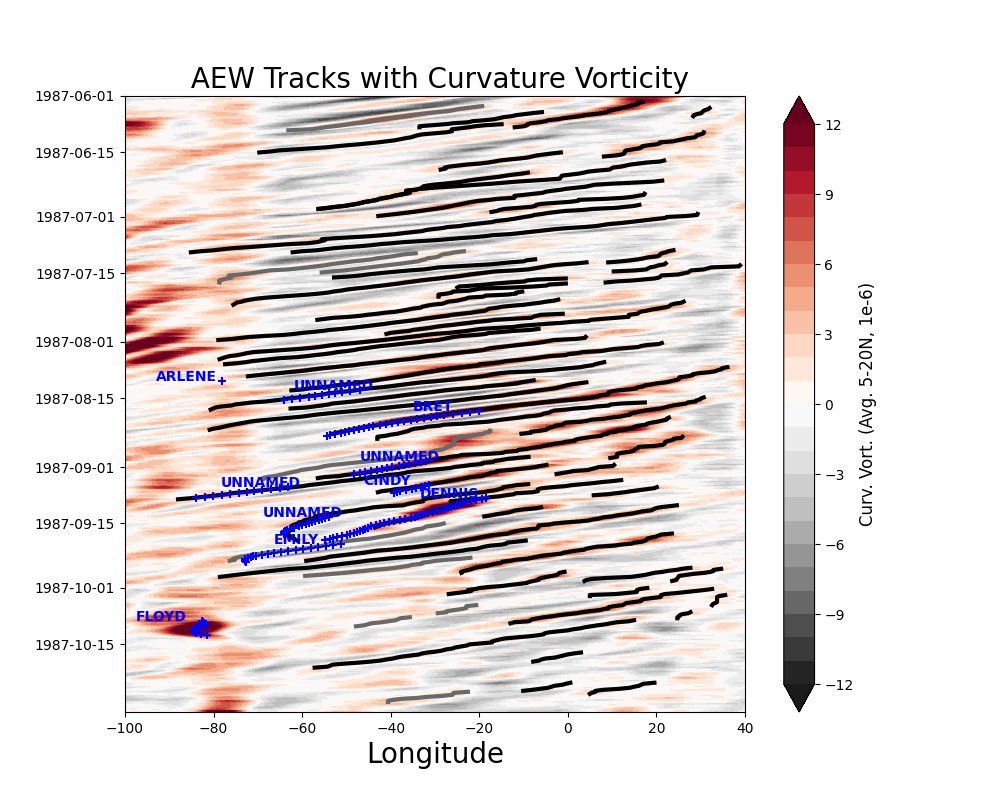 AEW Tracks with Curvature Vorticity
1987-06-01
1987-06-15
1987-07-01
1987-07-15
1987-08-01
1987-08-15
1987-09-01
1987-09-15
1987-10-01
1987-10-15
ARLENE
UNNAMED
BRET
UNNAMED
CINDY
UNNAMED
DENNIS
UNNAMED
EMILY
FLOYD
−100
−80
−60
−40
−20
0
20
40
Longitude
12
9
6
3
0
−3
−6
−9
−12
Curv. Vort. (Avg. 5-20N, 1e-6)